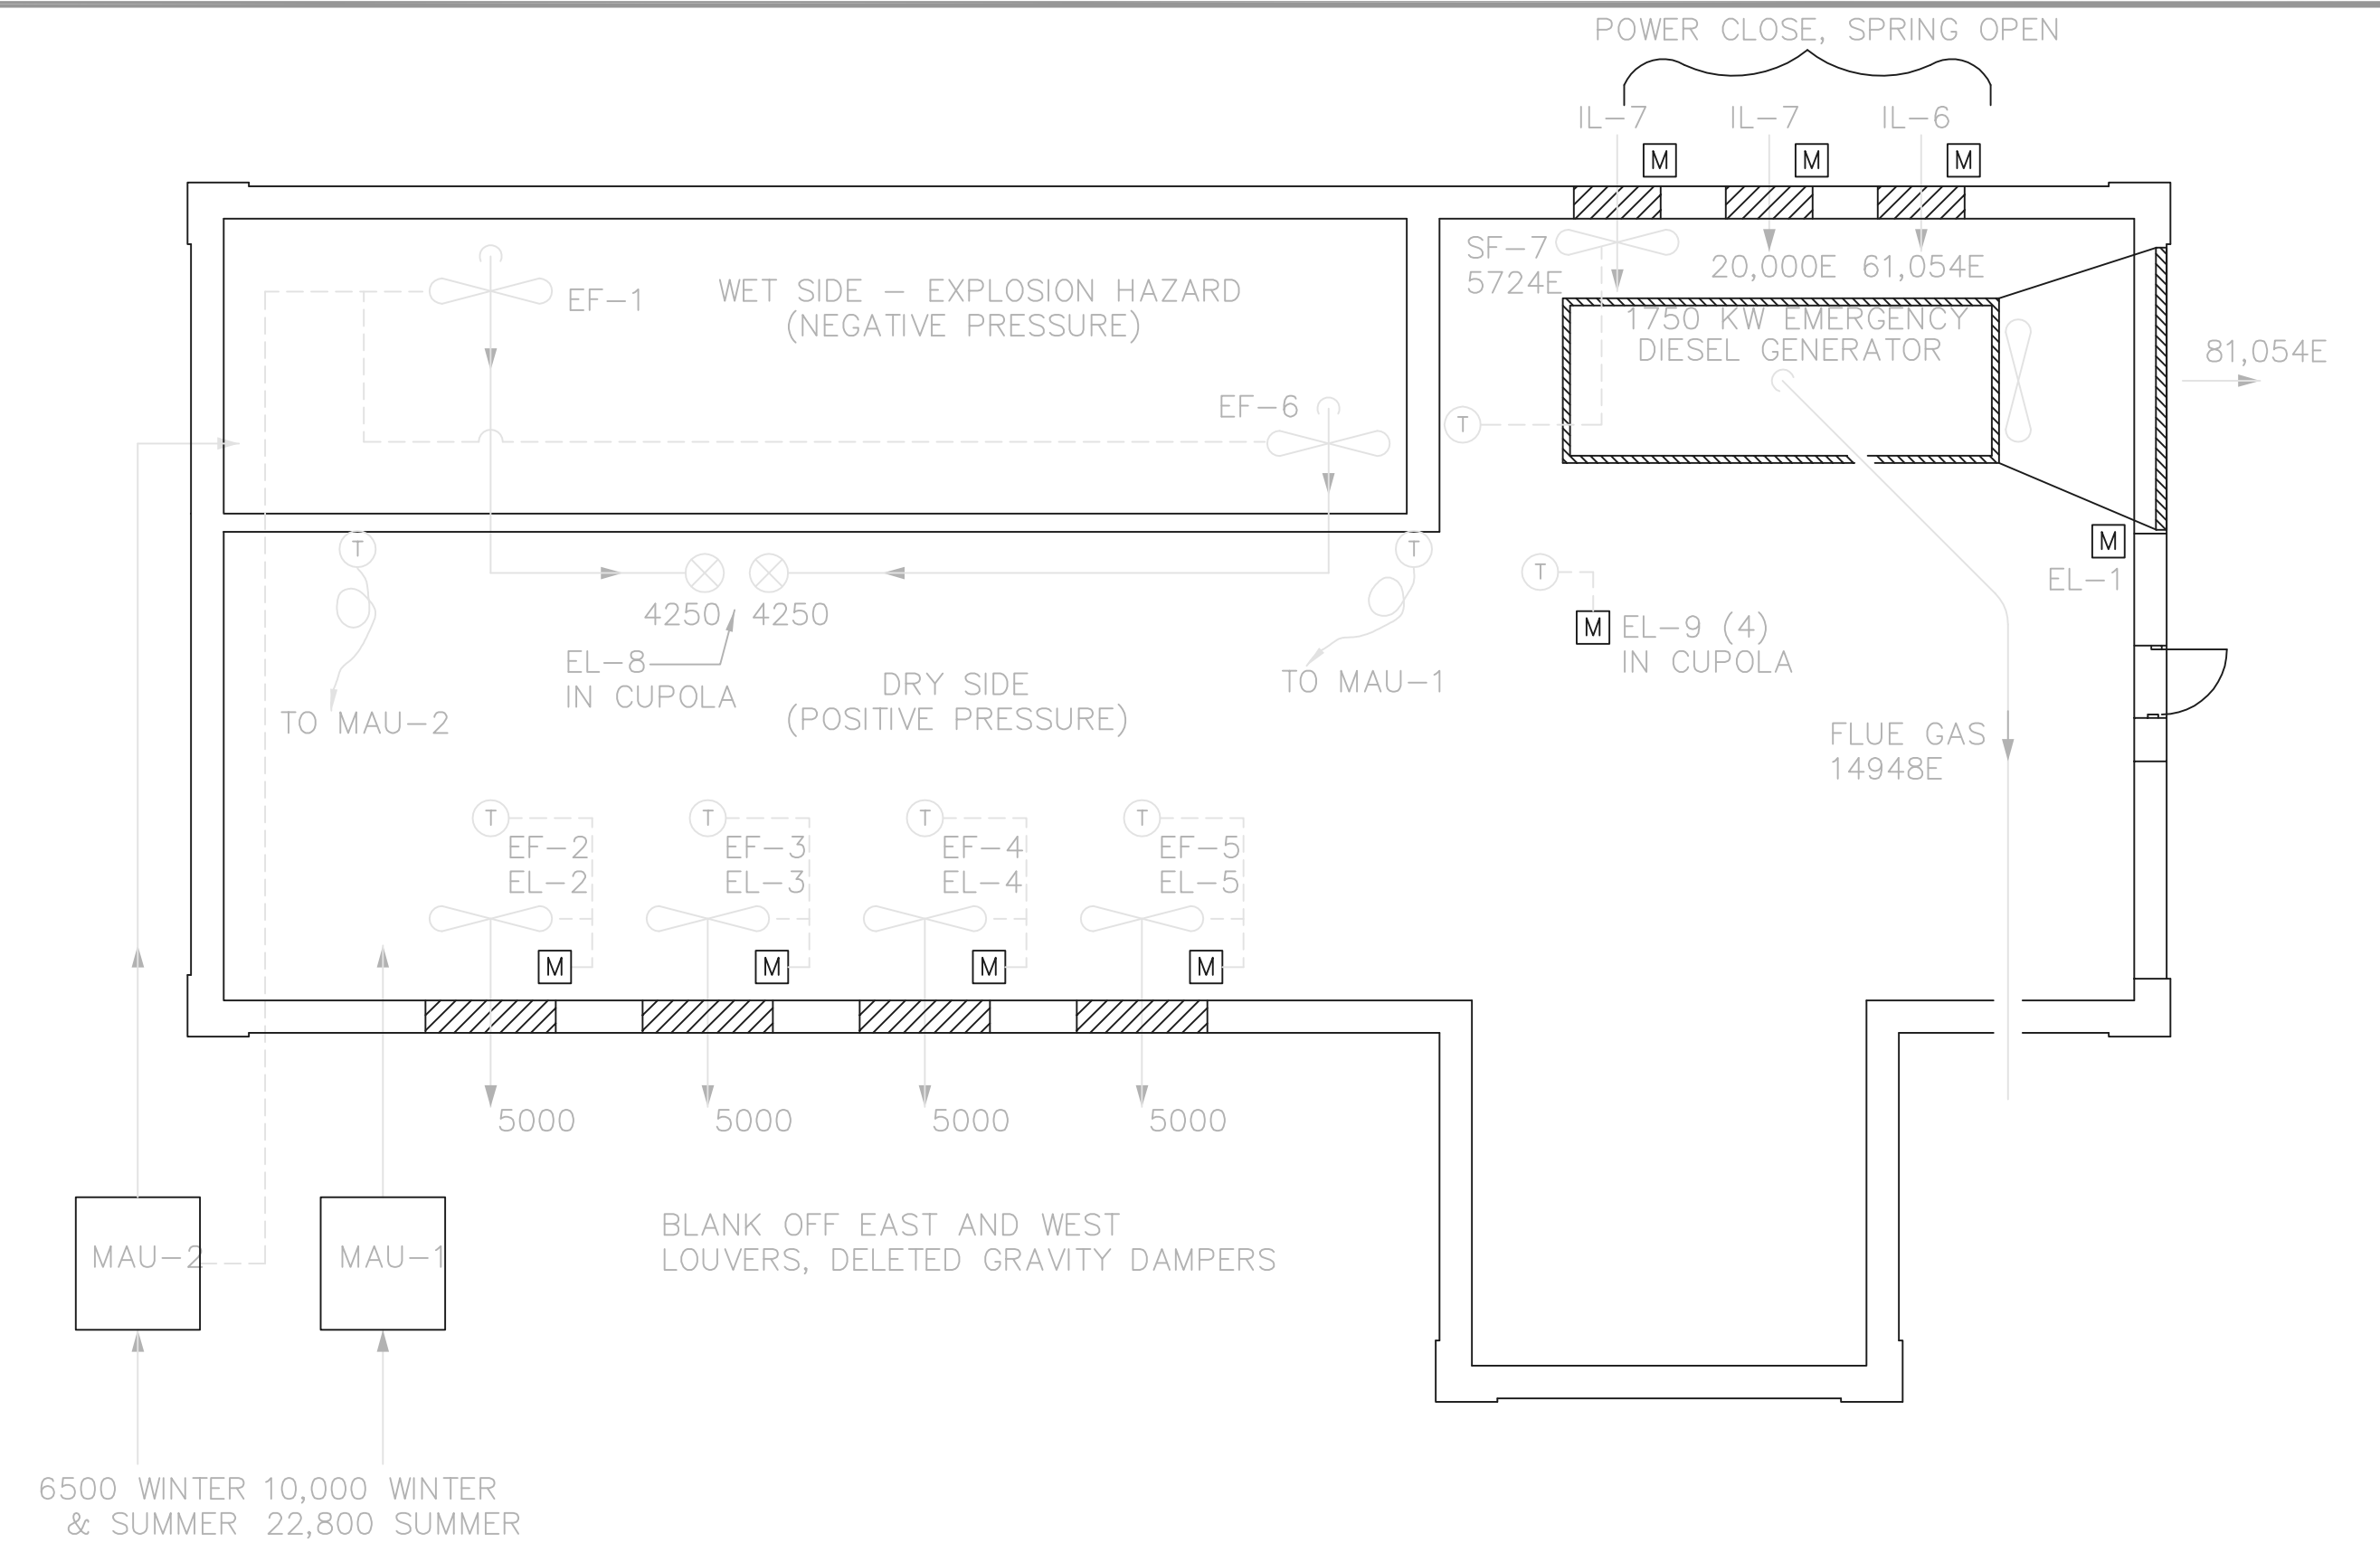 POWER CLOSE, SPRING OPEN
IL-7
IL-7
IL-6
M
M
M
SF-7
5724E
20,000E
61,054E
EF-1
WET SIDE - EXPLOSION HAZARD
(NEGATIVE PRESSURE)
1750 KW EMERGENCY
DIESEL GENERATOR
81,054E
EF-6
T
T
T
T
M
EL-1
4250
4250
M
EL-9 (4)
IN CUPOLA
EL-8
IN CUPOLA
DRY SIDE
(POSITIVE PRESSURE)
TO MAU-1
TO MAU-2
FLUE GAS
14948E
T
T
T
T
EF-2
EL-2
EF-3
EL-3
EF-4
EL-4
EF-5
EL-5
M
M
M
M
5000
5000
5000
5000
MAU-2
MAU-1
BLANK OFF EAST AND WEST
LOUVERS, DELETED GRAVITY DAMPERS
6500 WINTER
& SUMMER
10,000 WINTER
22,800 SUMMER